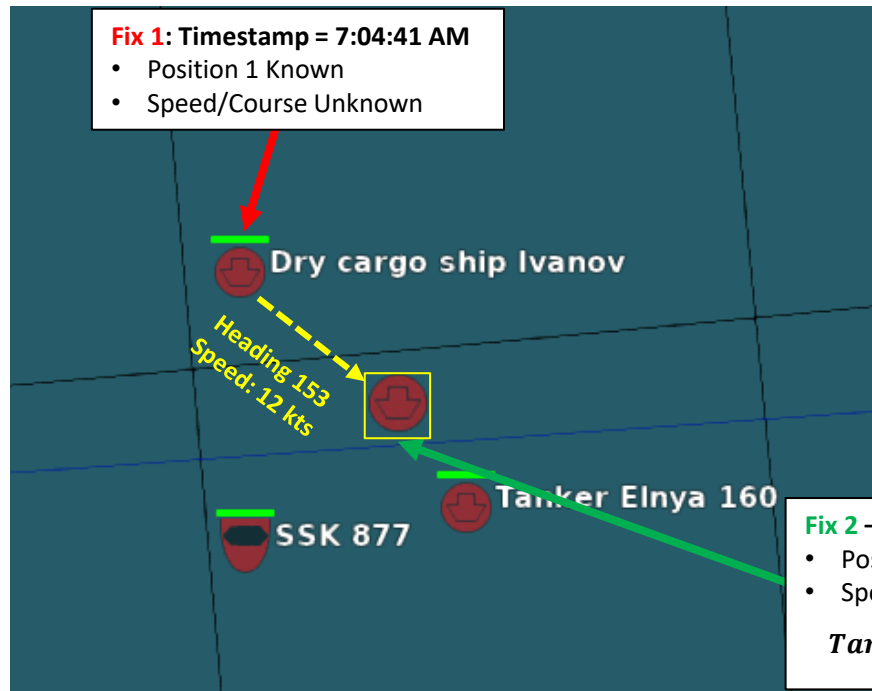 Fix 1: Timestamp = 7:04:41 AM
• Position 1 Known
• Speed/Course Unknown
Dry cargo ship Ivanov
Heading 153
Speed: 12 kts
Tanker Elnya 160
SSK 877
Fix 2